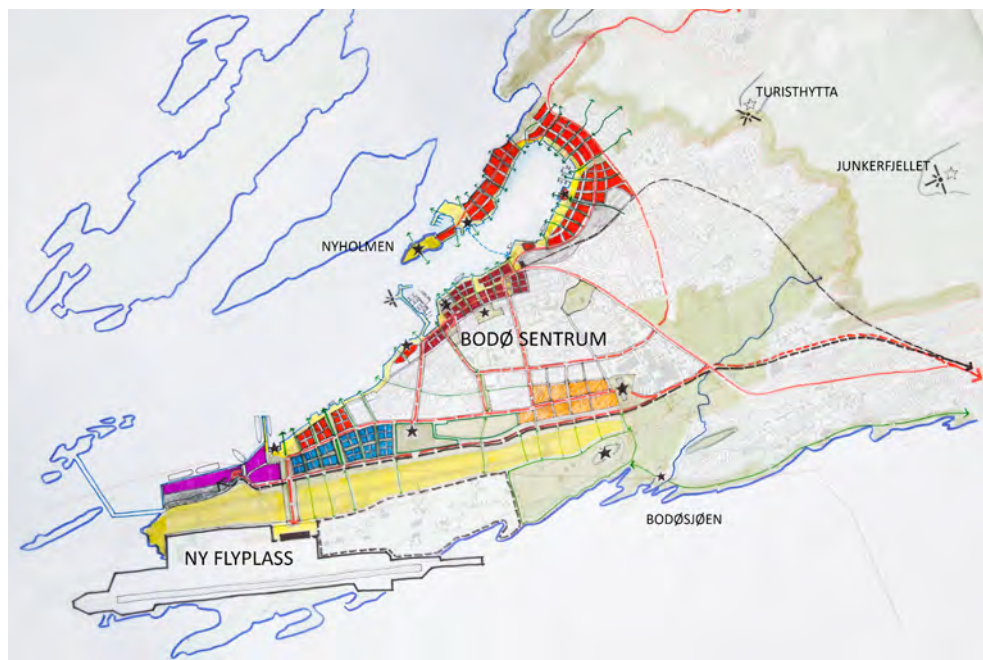 TURISTHYTTA
JUNKERFJELLET
NYHOLMEN
BODØ SENTRUM
BODØSJØEN
NY FLYPLASS